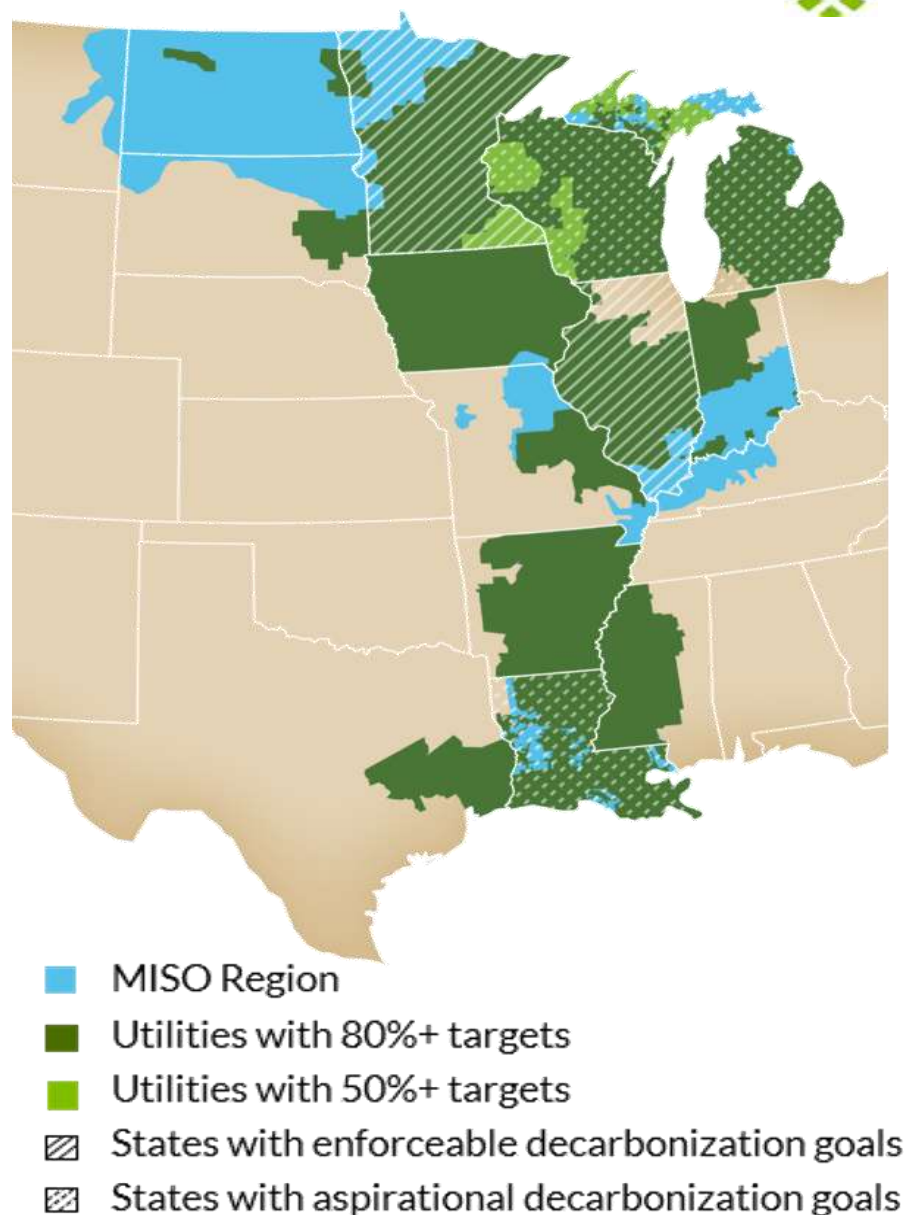 MISO Region
Utilities with 80%+ targets
Utilities with 50%+ targets
States with enforceable decarbonization goals
States with aspirational decarbonization goals